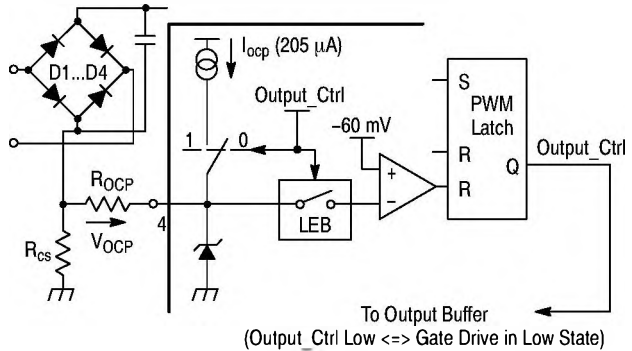 I_ocp (205 µA)
D1...D4
Output_Ctrl
–60 mV
S
PWM
Latch
1
0
R
Output_Ctrl
Q
+
R_OCP
R
–
4
LEB
V_OCP
R_cs
To Output Buffer
(Output_Ctrl Low <=> Gate Drive in Low State)